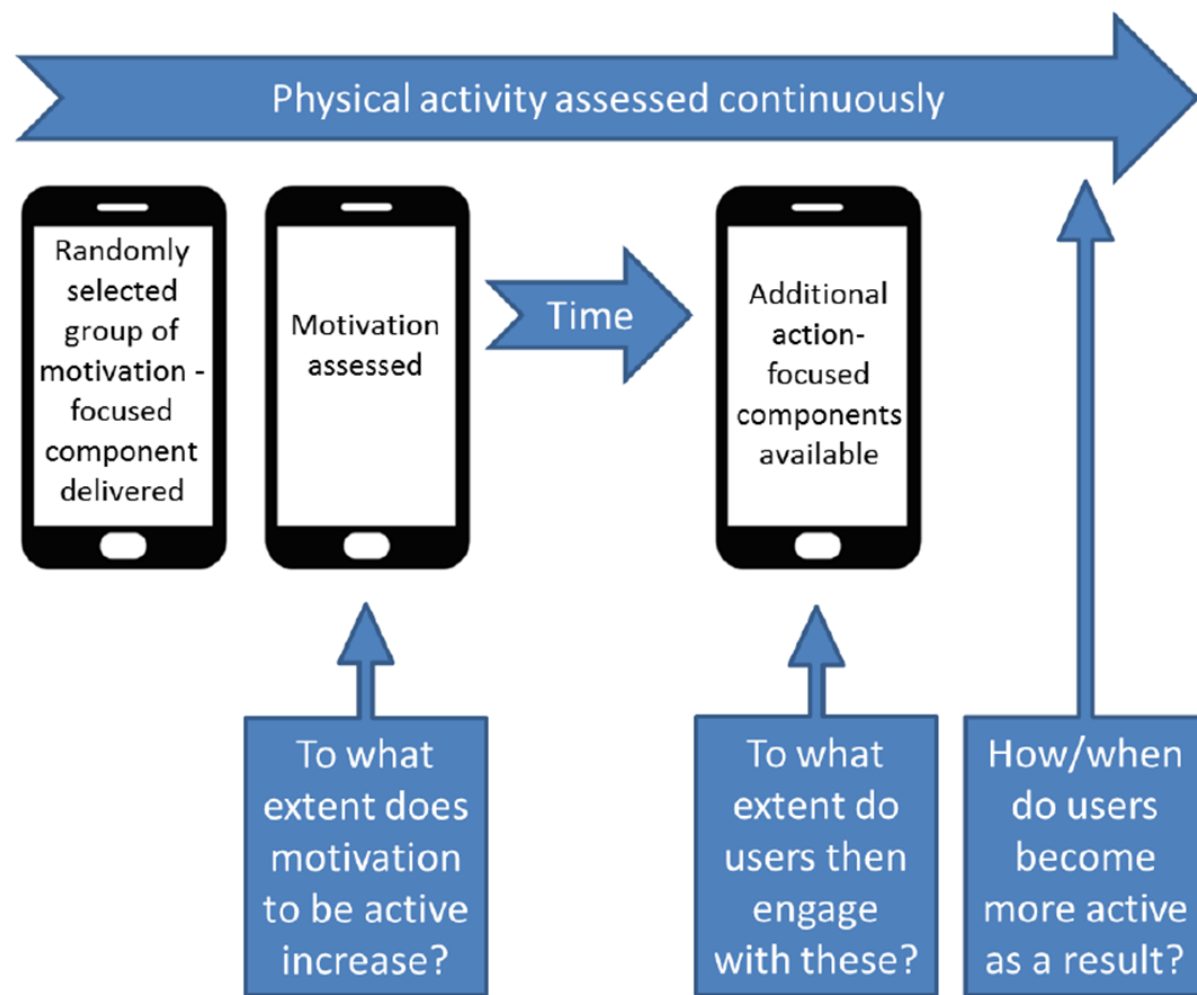 Physical activity assessed continuously
Randomly
selected
group of
motivation -
focused
component
delivered
Motivation
assessed
Time
Additional
action-
focused
components
available
To what
extent does
motivation
to be active
increase?
To what
extent do
users then
engage
with these?
How/when
do users
become
more active
as a result?